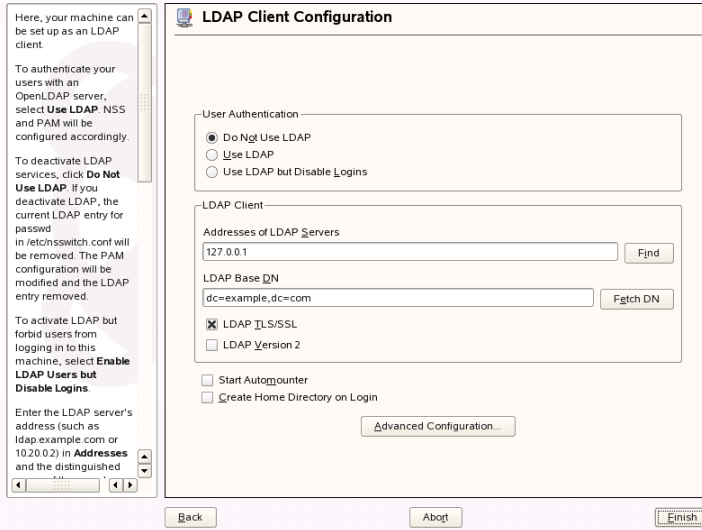 Here, your machine can
be set up as an LDAP
client.
To authenticate your
users with an
OpenLDAP server,
select Use LDAP. NSS
and PAM will be
configured accordingly.
To deactivate LDAP
services, click Do Not
Use LDAP. If you
deactivate LDAP, the
current LDAP entry for
passwd
in /etc/nsswitch.conf will
be removed. The PAM
configuration will be
modified and the LDAP
entry removed.
To activate LDAP but
forbid users from
logging in to this
machine, select Enable
LDAP Users but
Disable Logins.
Enter the LDAP server's
address (such as
ldap.example.com or
10.20.0.2) in Addresses
and the distinguished
LDAP Client Configuration
User Authentication
Do Not Use LDAP
Use LDAP
Use LDAP but Disable Logins
LDAP Client
Addresses of LDAP Servers
127.0.0.1
Find
LDAP Base DN
dc=example,dc=com
Fetch DN
LDAP TLS/SSL
LDAP Version 2
Start Automounter
Create Home Directory on Login
Advanced Configuration...
Back
Abort
Finish